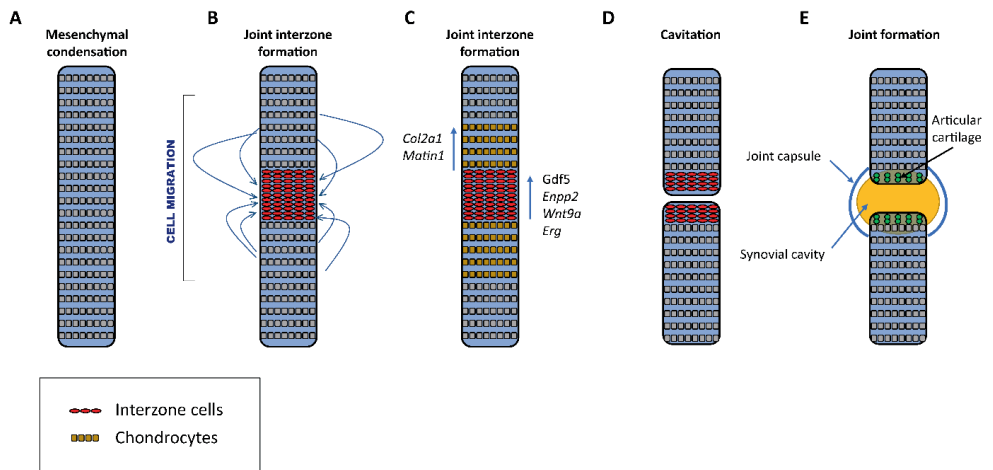 A
Mesenchymal
condensation
B
Joint interzone
formation
C
Joint interzone
formation
D
Cavitation
E
Joint formation
CELL MIGRATION
Col2a1
Matin1
Gdf5
Enpp2
Wnt9a
Erg
Articular
cartilage
Joint capsule
Synovial cavity
Interzone cells
Chondrocytes